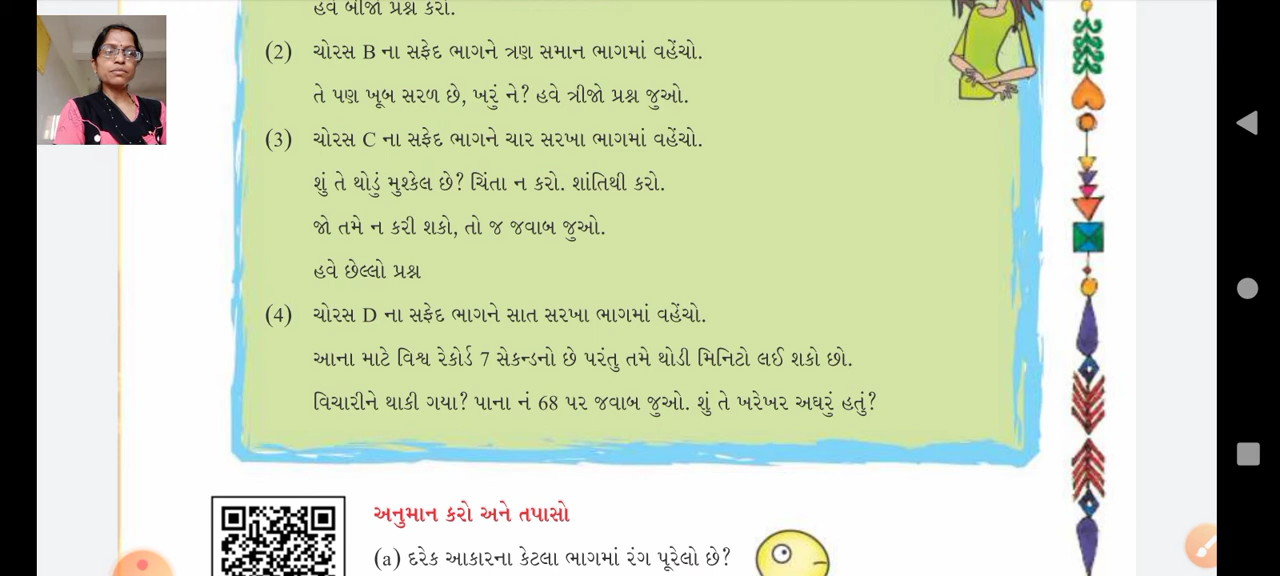 હવે બીજો પ્રશ્ન કરો.
(2) ચોરસ B ના સફેદ ભાગને ત્રણ સમાન ભાગમાં વહેંચો.
તે પણ ખૂબ સરળ છે, ખરું ને? હવે ત્રીજો પ્રશ્ન જુઓ.
(3) ચોરસ C ના સફેદ ભાગને ચાર સરખા ભાગમાં વહેંચો.
શું તે થોડું મુશ્કેલ છે? ચિંતા ન કરો. શાંતિથી કરો.
જો તમે ન કરી શકો, તો જ જવાબ જુઓ.
હવે છેલ્લો પ્રશ્ન
(4) ચોરસ D ના સફેદ ભાગને સાત સરખા ભાગમાં વહેંચો.
આના માટે વિશ્વ રેકોર્ડ 7 સેકન્ડનો છે પરંતુ તમે થોડી મિનિટો લઈ શકો છો.
વિચારીને થાકી ગયા? પાના નં 68 પર જવાબ જુઓ. શું તે ખરેખર અઘરું હતું?
અનુમાન કરો અને તપાસો
(a) દરેક આકારના કેટલા ભાગમાં રંગ પૂરેલો છે?